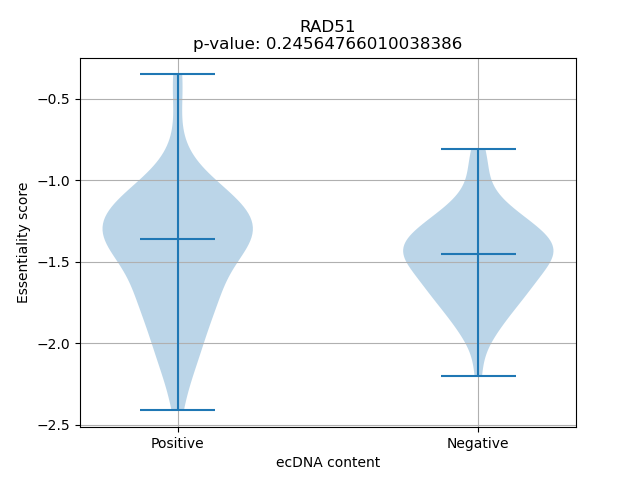 RAD51
p-value: 0.24564766010038386
Essentiality score
−0.5
−1.0
−1.5
−2.0
−2.5
Positive
Negative
ecDNA content